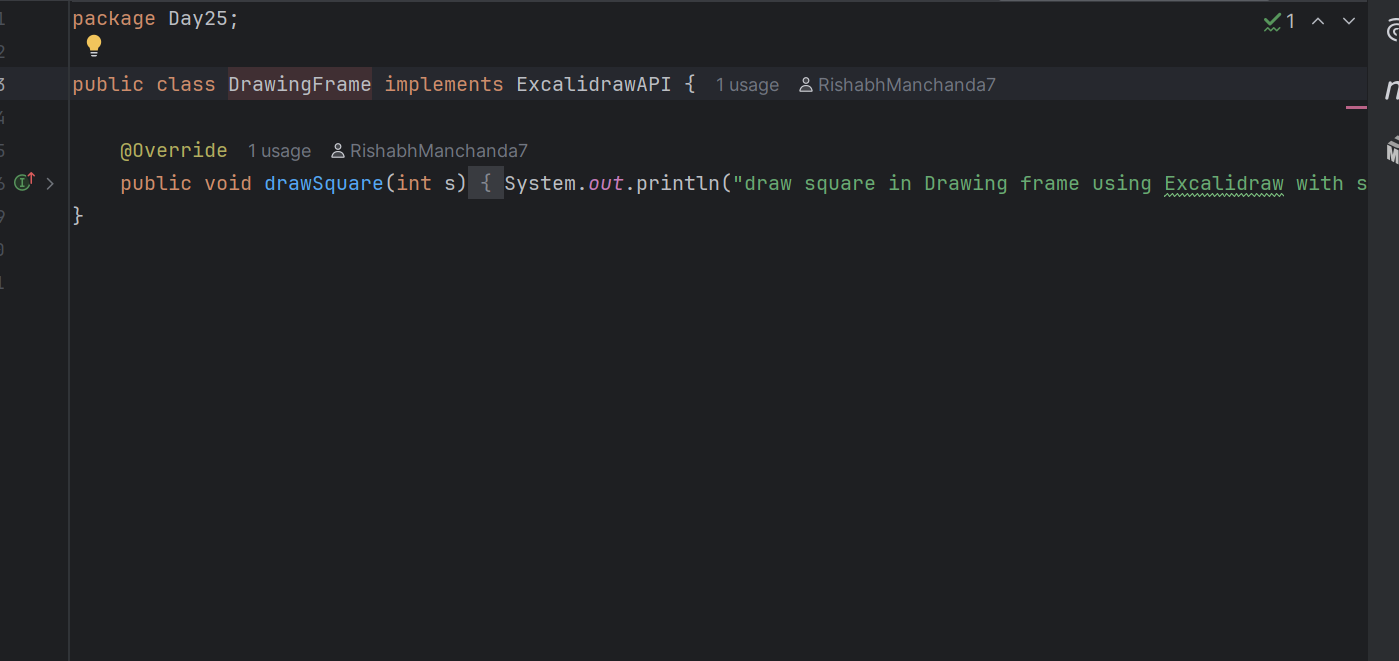 package Day25;
1
public class DrawingFrame implements ExcalidrawAPI { 1 usage RishabhManchanda7
@Override 1 usage RishabhManchanda7
public void drawSquare(int s) { System.out.println("draw square in Drawing frame using Excalidraw with s
}